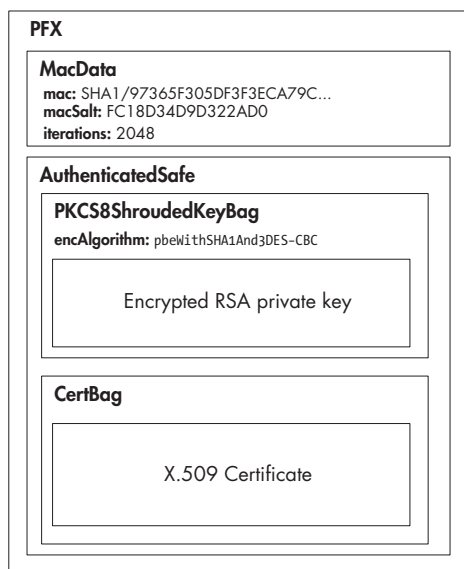 PFX
MacData
mac: SHA1/97365F305DF3F3ECA79C...
macSalt: FC18D34D9D322AD0
iterations: 2048
AuthenticatedSafe
PKCS8ShroudedKeyBag
encAlgorithm: pbeWithSHA1And3DES-CBC
Encrypted RSA private key
CertBag
X.509 Certificate